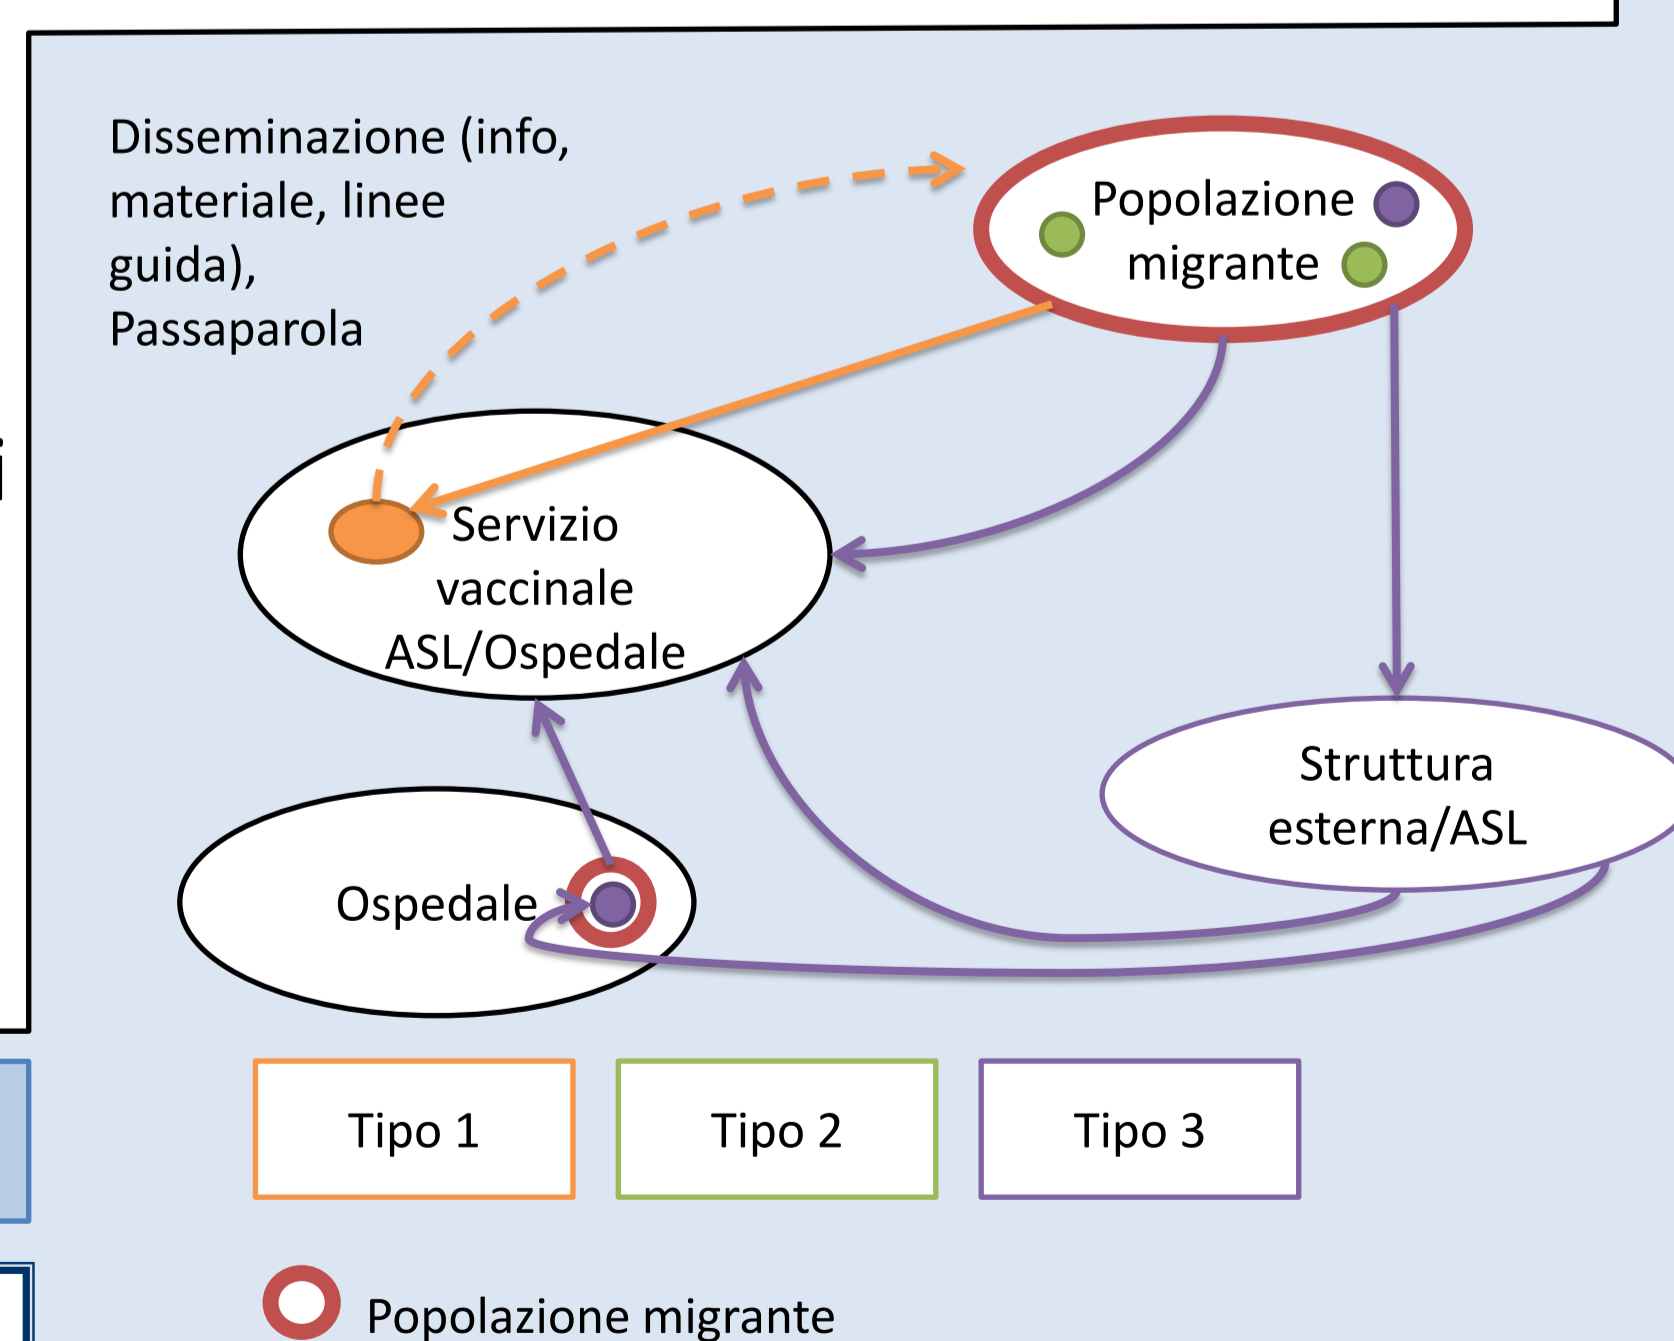 Disseminazione (info,
materiale, linee
guida),
Passaparola
Popolazione
migrante
i
Servizio
vaccinale
ASL/Ospedale
Struttura
esterna/ASL
Ospedale
Tipo 1
Tipo 2
Tipo 3
Popolazione migrante